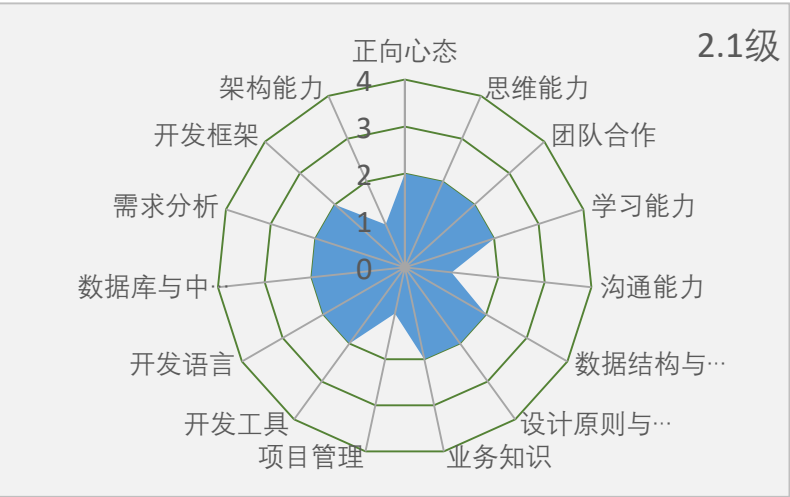 2.1级
正向心态
思维能力
团队合作
学习能力
沟通能力
数据结构与…
设计原则与…
业务知识
项目管理
开发工具
开发语言
数据库与中…
需求分析
开发框架
架构能力
4
3
2
1
0